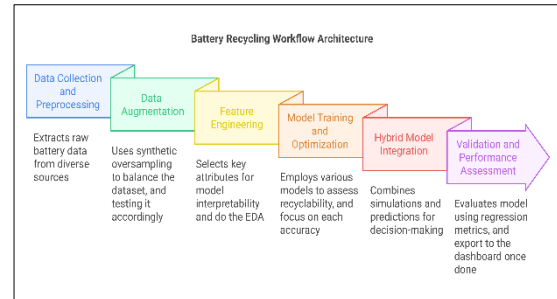 Battery Recycling Workflow Architecture
Data Collection
and
Preprocessing
Extracts raw
battery data
from diverse
sources
Data
Augmentation
Uses synthetic
oversampling
to balance the
dataset, and
testing it
accordingly
Feature
Engineering
Selects key
attributes for
model
interpretability
and do the EDA
Model Training
and
Optimization
Employs various
models to assess
recyclability, and
focus on each
accuracy
Hybrid Model
Integration
Combines
simulations and
predictions for
decision-making
Validation and
Performance
Assessment
Evaluates model
using regression
metrics, and
export to the
dashboard once
done